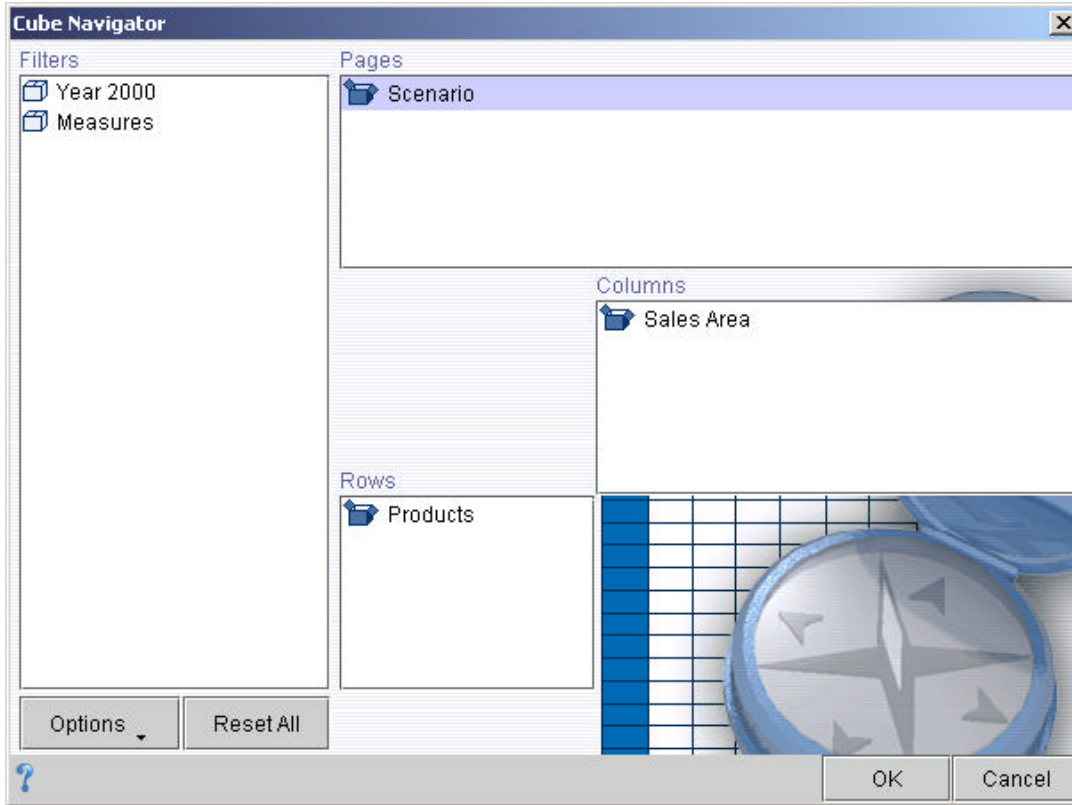 Cube Navigator
Filters
Year 2000
Measures
Pages
Scenario
Columns
Sales Area
Rows
Products
Options
Reset All
?
OK
Cancel